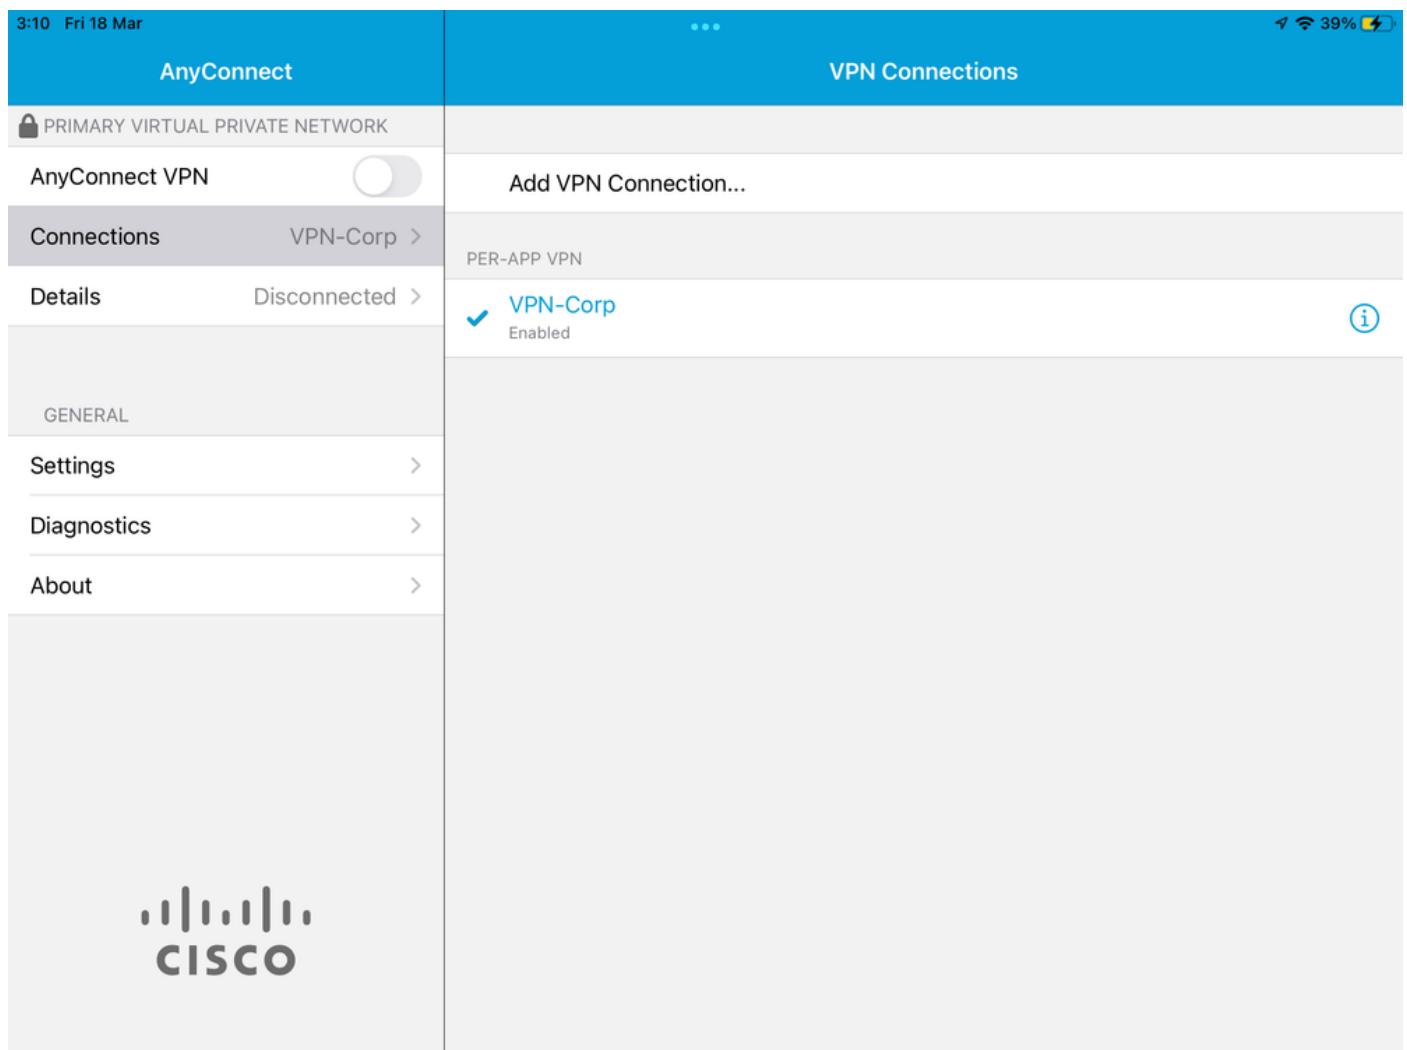 3:10 Fri 18 Mar
39%
AnyConnect
VPN Connections
PRIMARY VIRTUAL PRIVATE NETWORK
AnyConnect VPN
Connections VPN-Corp
Details Disconnected
GENERAL
Settings
Diagnostics
About
CISCO
Add VPN Connection...
PER-APP VPN
VPN-Corp
Enabled